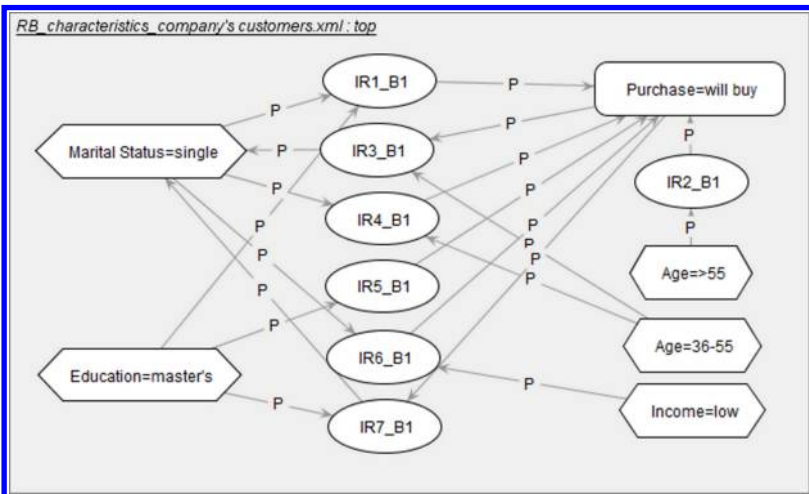 RB_characteristics_company's customers.xml : top
IR1_B1
P
Purchase=will buy
P
P
Marital Status=single
P
IR3_B1
P
P
IR2_B1
P
IR4_B1
P
P
P
P
P
P
P
P
IR5_B1
P
Age=>55
P
P
Age=36-55
Education=master's
IR6_B1
P
Income=low
P
IR7_B1